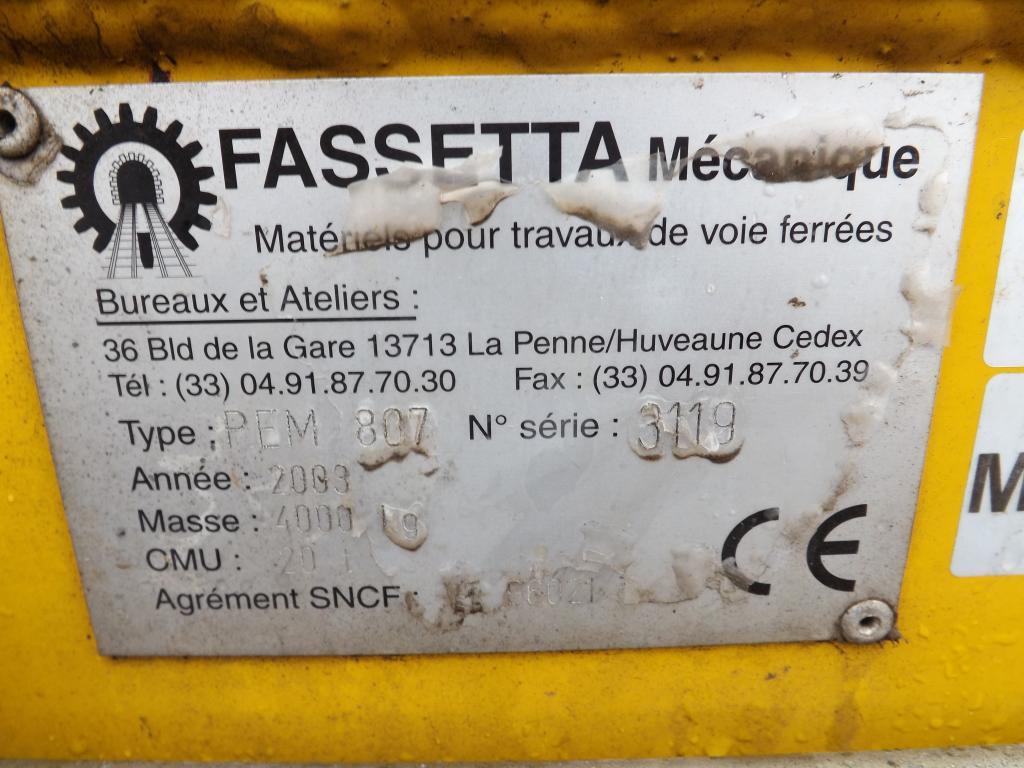 FASSETTA Mécanique
Matériels pour travaux de voie ferrées
Bureaux et Ateliers :
36 Bld de la Gare 13713 La Penne/Huveaune Cedex
Tél : (33) 04.91.87.70.30 Fax : (33) 04.91.87.70.39
Type : PEM 807 N° série : 3119
Année : 2003
Masse : 4000 kg
CMU : 20
Agrément SNCF :
CE
M